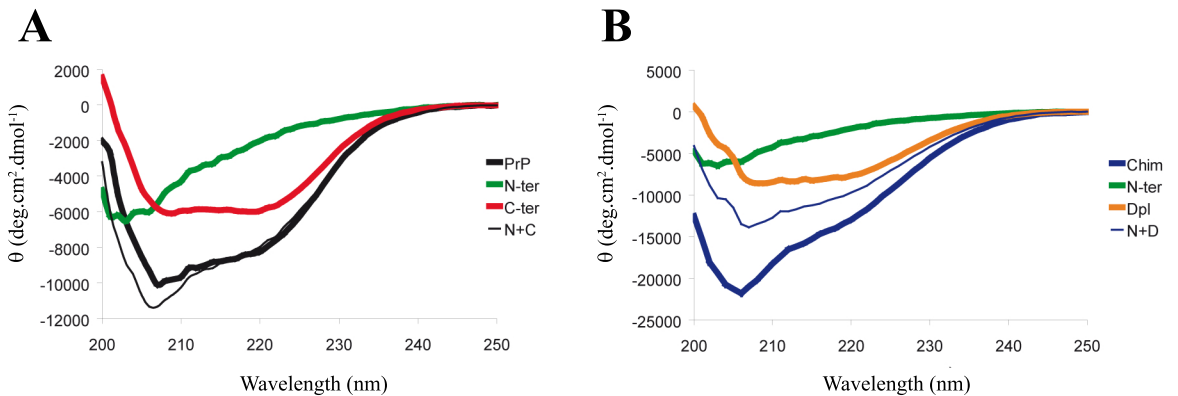 A
B
θ (deg.cm².dmol⁻¹)
2000
0
-2000
-4000
-6000
-8000
-10000
-12000
200
210
220
230
240
250
Wavelength (nm)
PrP
N-ter
C-ter
N+C
θ (deg.cm².dmol⁻¹)
5000
0
-5000
-10000
-15000
-20000
-25000
200
210
220
230
240
250
Wavelength (nm)
Chim
N-ter
Dpl
N+D